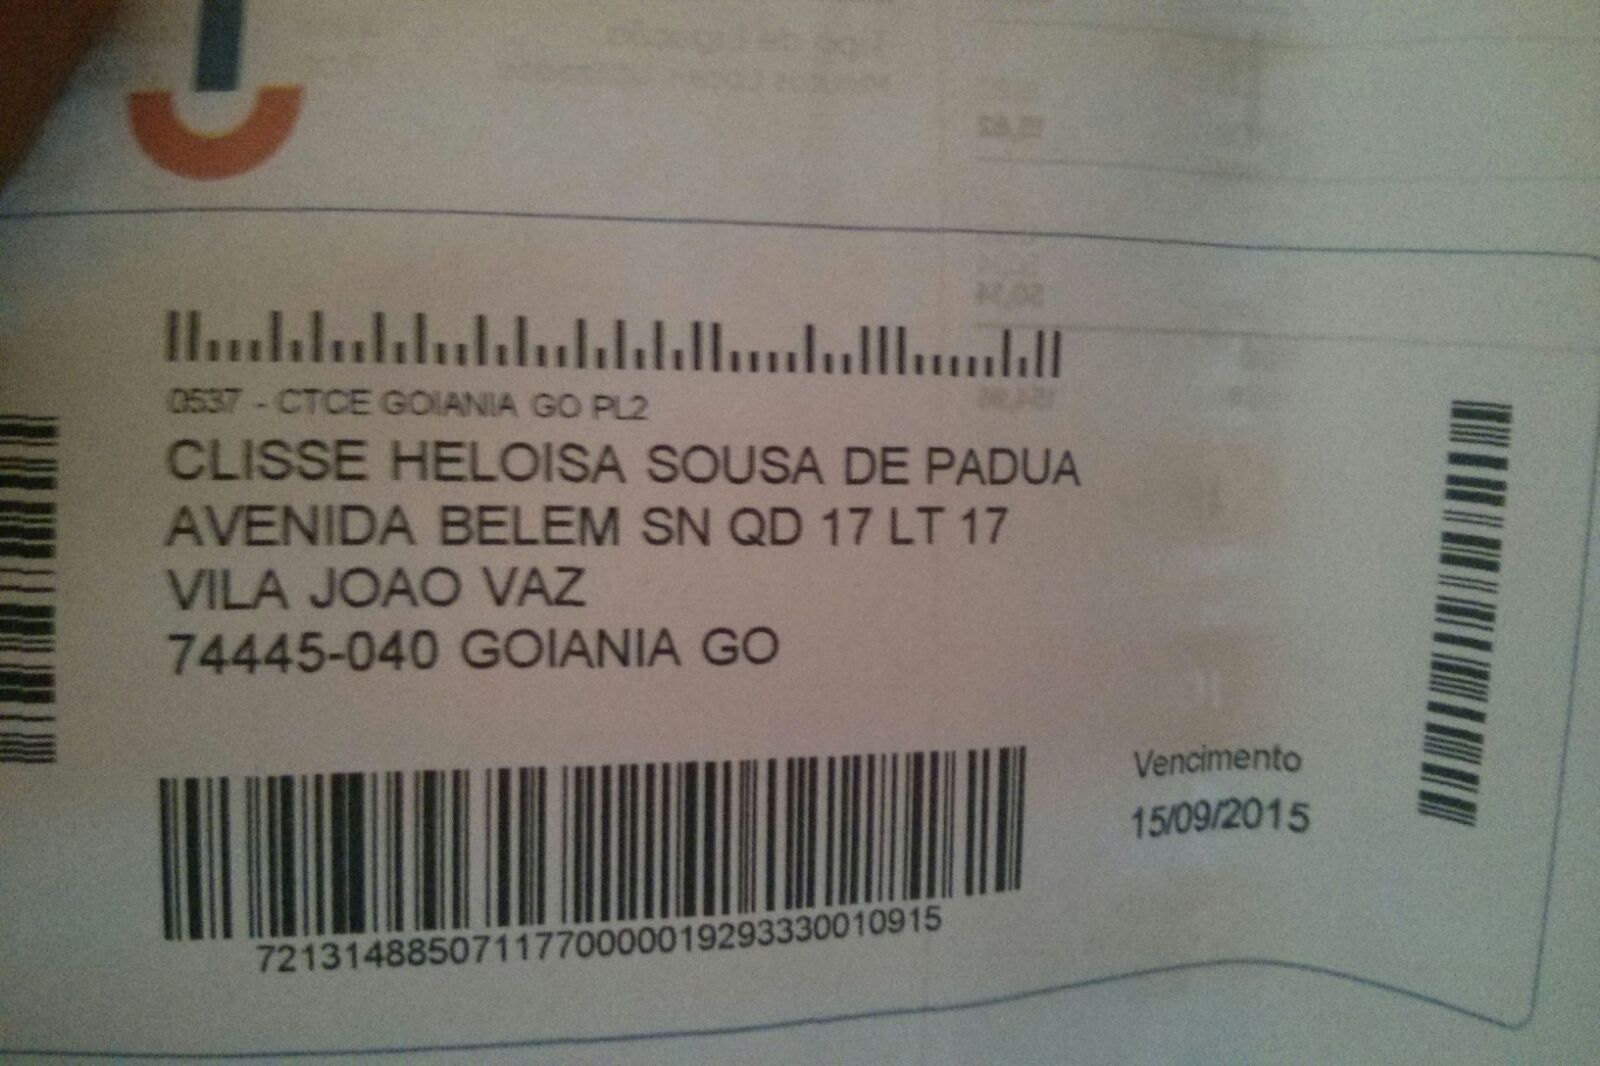 0537 - CTCE GOIANIA GO PL2
CLISSE HELOISA SOUSA DE PADUA
AVENIDA BELEM SN QD 17 LT 17
VILA JOAO VAZ
74445-040 GOIANIA GO
Vencimento
15/09/2015
7213148850711770000019293330010915